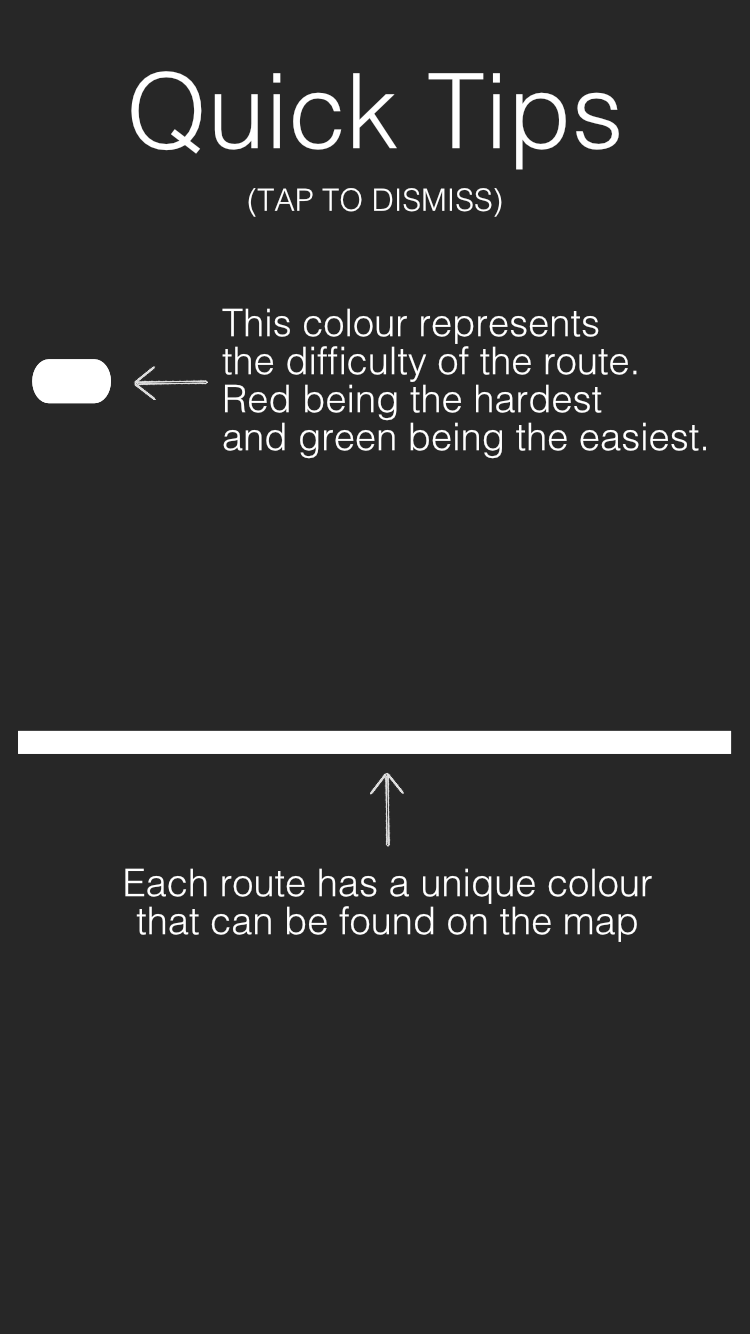 Quick Tips
(TAP TO DISMISS)
This colour represents
the difficulty of the route.
Red being the hardest
and green being the easiest.
Each route has a unique colour
that can be found on the map